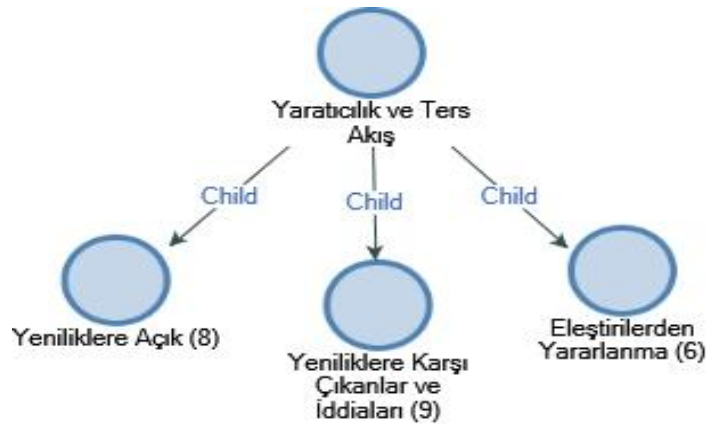 Yaratıcılık ve Ters
Akış
Child
Child
Child
Yeniliklere Açık (8)
Yeniliklere Karşı
Çıkanlar ve
İddiaları (9)
Eleştirilerden
Yararlanma (6)